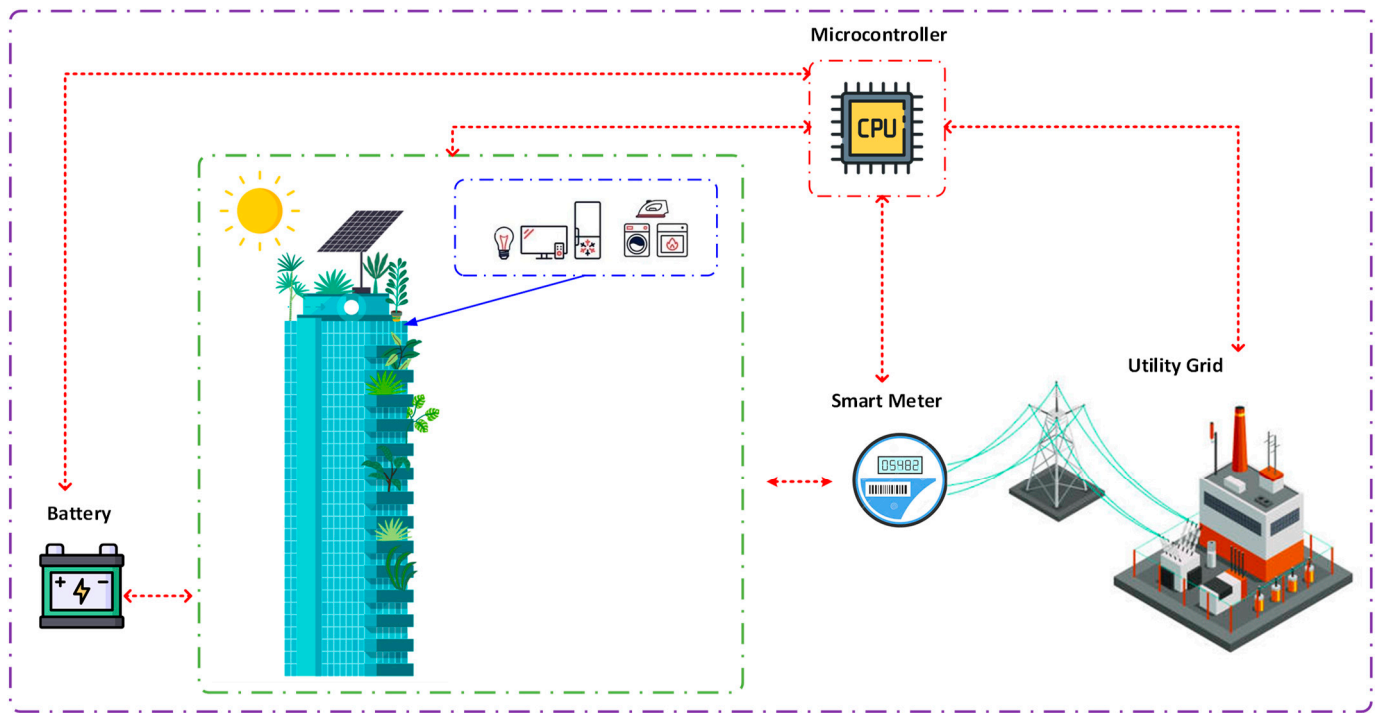 Microcontroller
CPU
Utility Grid
Smart Meter
05482
Battery
+ −